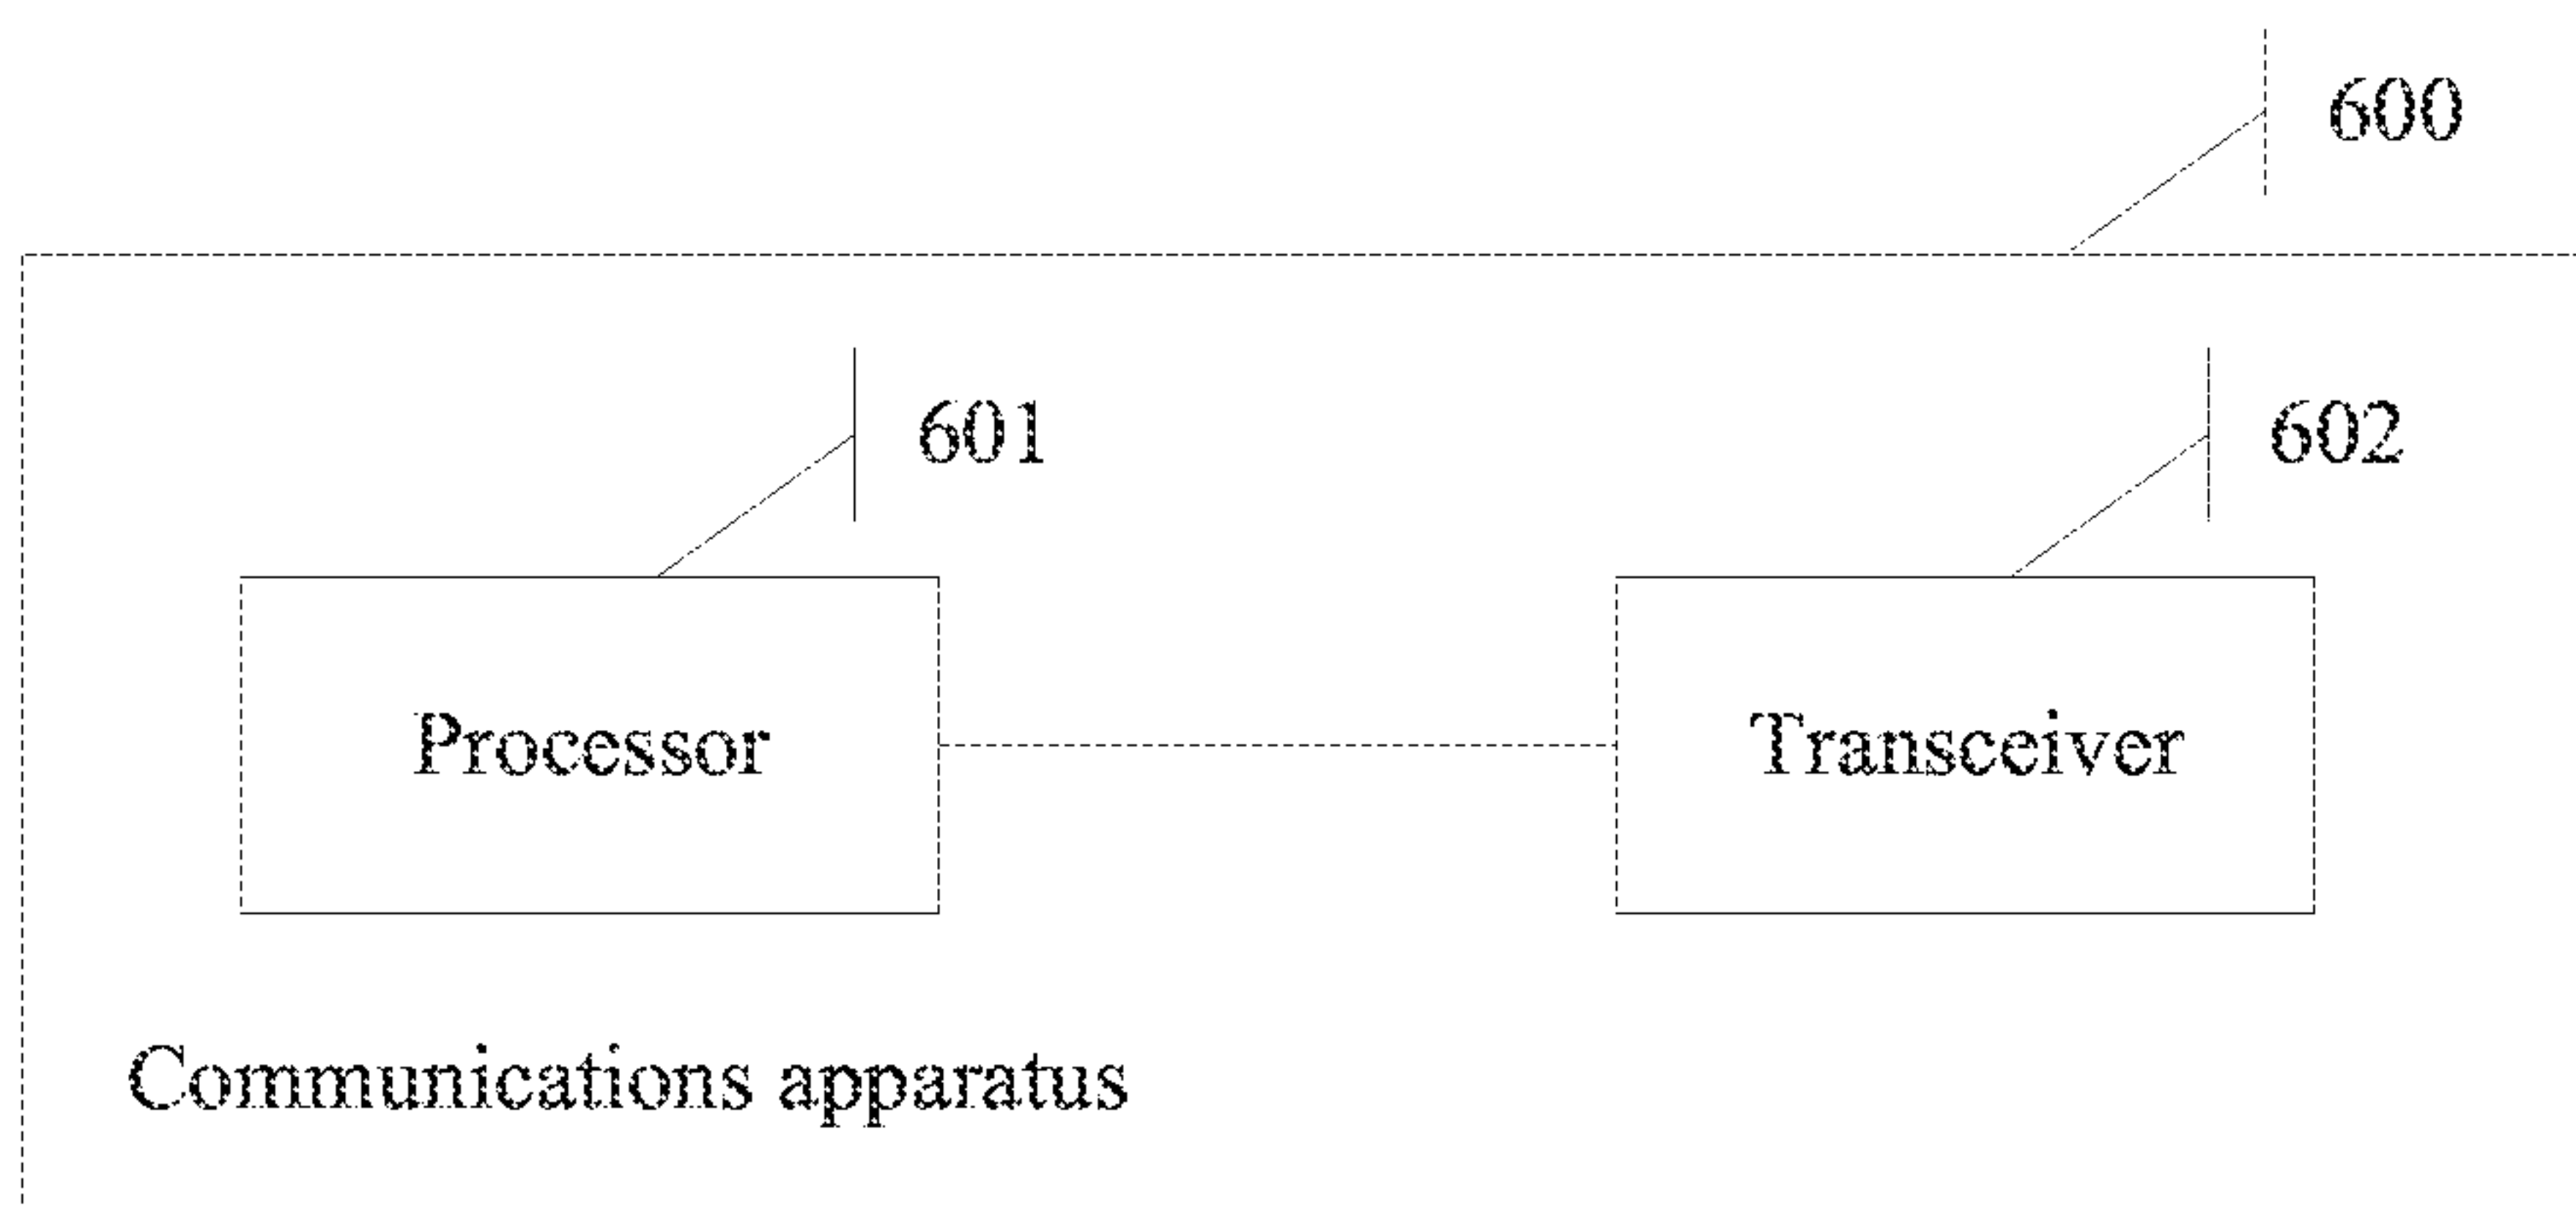 600
601
602
Processor
Transceiver
Communications apparatus